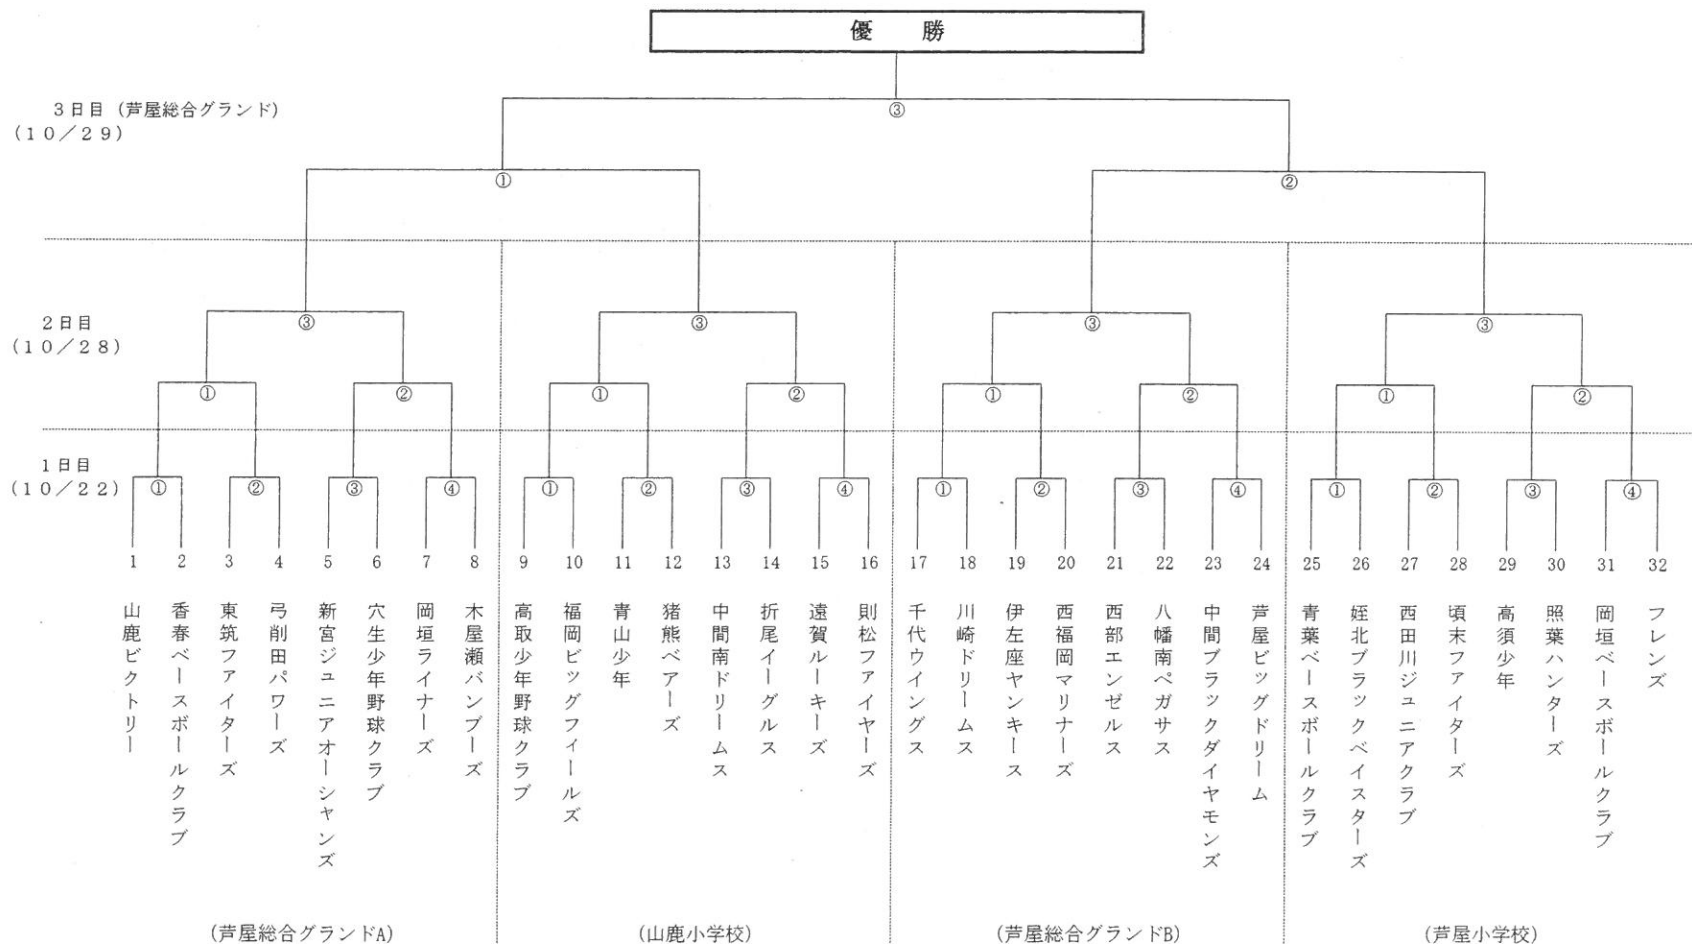 優　勝
3日目（芦屋総合グランド）
（10／29）
③
①
②
2日目
（10／28）
③
③
③
③
①
②
①
②
①
②
①
②
1日目
（10／22）
①
②
③
④
①
②
③
④
①
②
③
④
①
②
③
④
1 2 3 4 5 6 7 8 9 10 11 12 13 14 15 16 17 18 19 20 21 22 23 24 25 26 27 28 29 30 31 32
山鹿ビクトリー
香春ベースボールクラブ
東筑ファイターズ
弓削田パワーズ
新宮ジュニアオーシャンズ
穴生少年野球クラブ
岡垣ライナーズ
木屋瀬バンブーズ
高取少年野球クラブ
福岡ビッグフィールズ
青山少年
猪熊ベアーズ
中間南ドリームス
折尾イーグルス
遠賀ルーキーズ
則松ファイヤーズ
千代ウイングス
川崎ドリームス
伊左座ヤンキース
西福岡マリナーズ
西部エンゼルス
八幡南ペガサス
中間ブラックダイヤモンズ
芦屋ビッグドリーム
青葉ベースボールクラブ
姪北ブラックベイスターズ
西田川ジュニアクラブ
頃末ファイターズ
高須少年
照葉ハンターズ
岡垣ベースボールクラブ
フレンズ
（芦屋総合グランドA）
（山鹿小学校）
（芦屋総合グランドB）
（芦屋小学校）